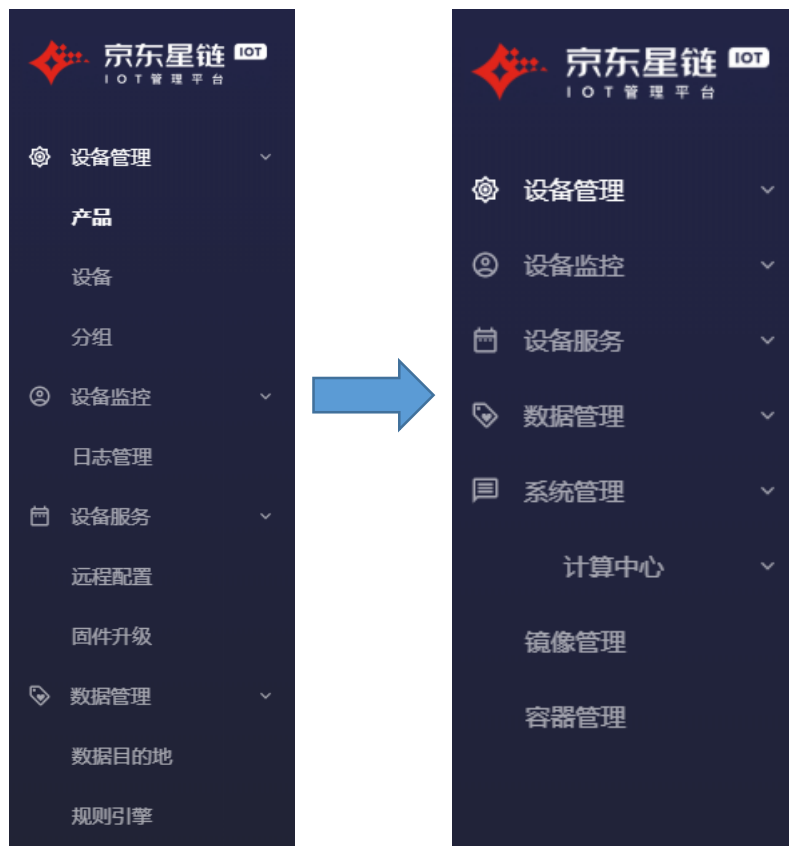 京东星链 IOT
IOT管理平台
设备管理
产品
设备
分组
设备监控
日志管理
设备服务
远程配置
固件升级
数据管理
数据目的地
规则引擎
京东星链 IOT
IOT管理平台
设备管理
设备监控
设备服务
数据管理
系统管理
计算中心
镜像管理
容器管理